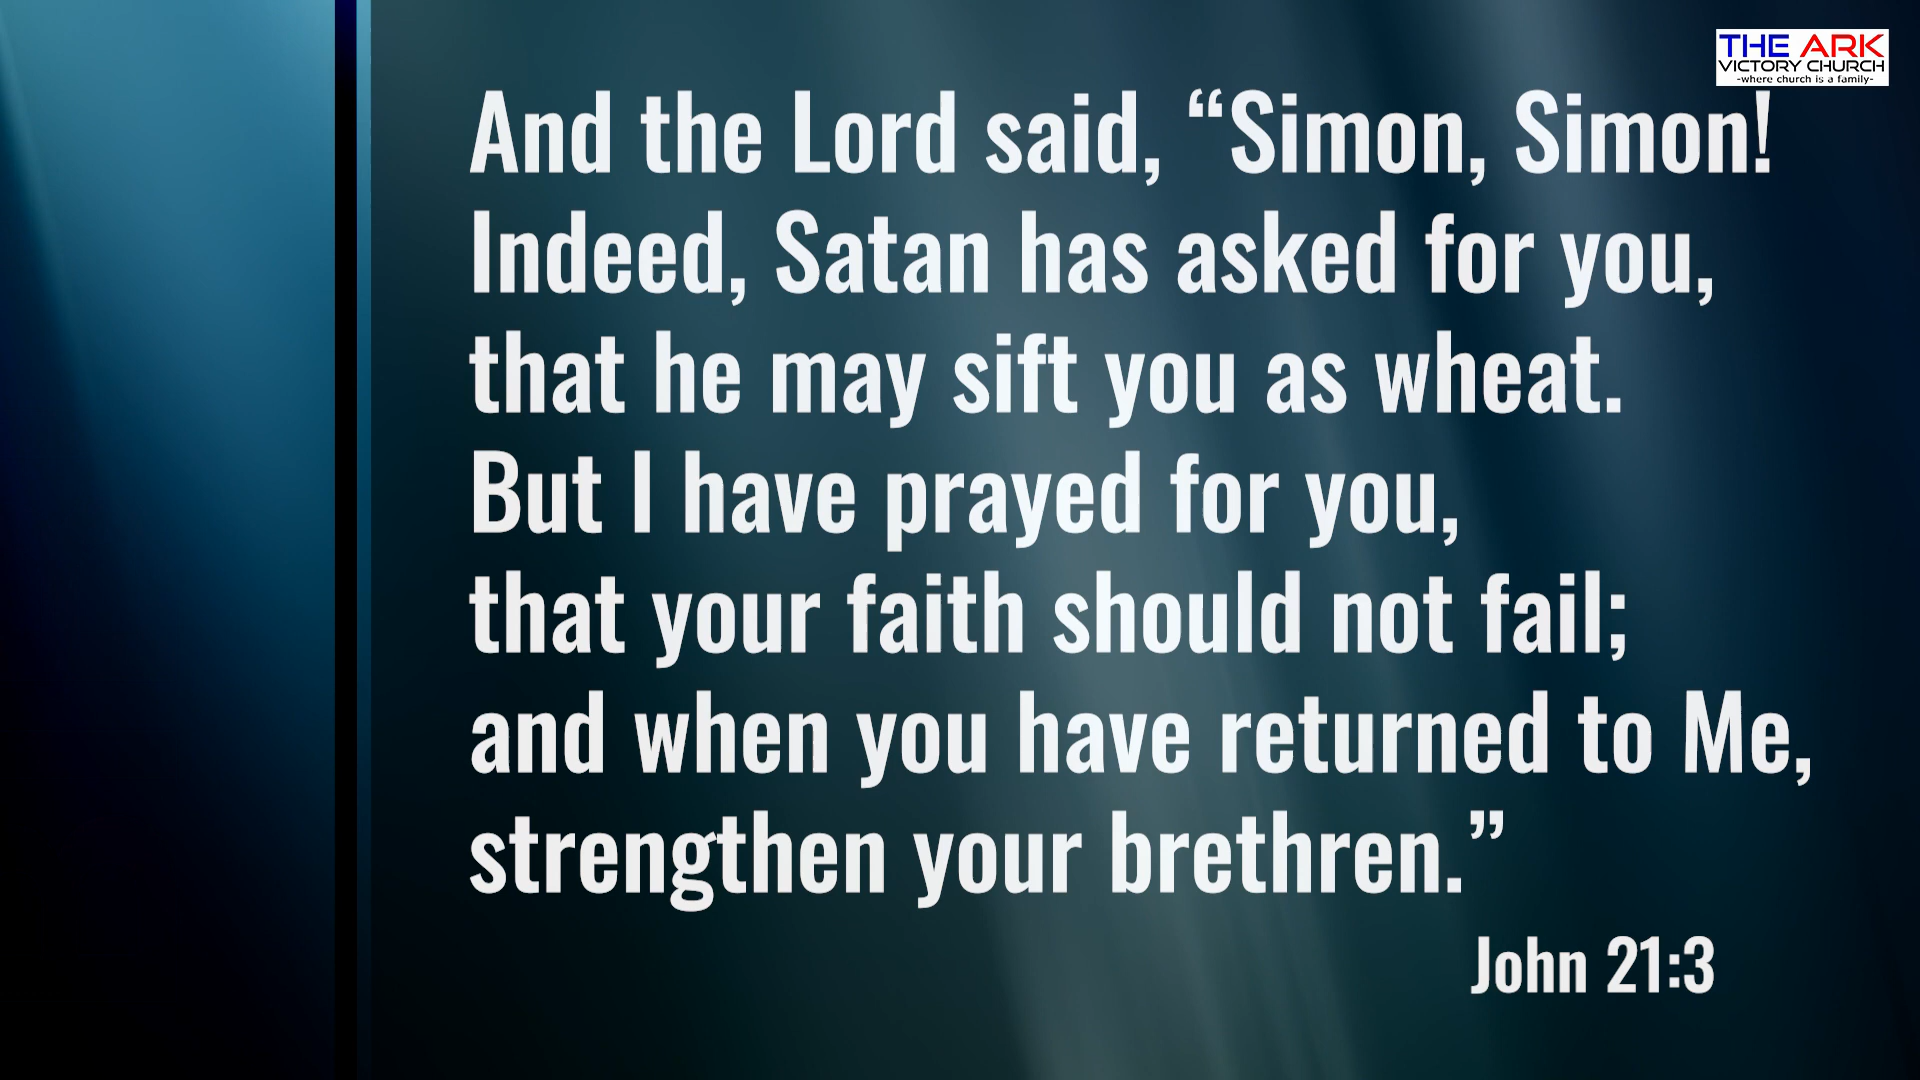 THE ARK
VICTORY CHURCH
-where church is a family-
And the Lord said, “Simon, Simon!
Indeed, Satan has asked for you,
that he may sift you as wheat.
But I have prayed for you,
that your faith should not fail;
and when you have returned to Me,
strengthen your brethren.”
John 21:3